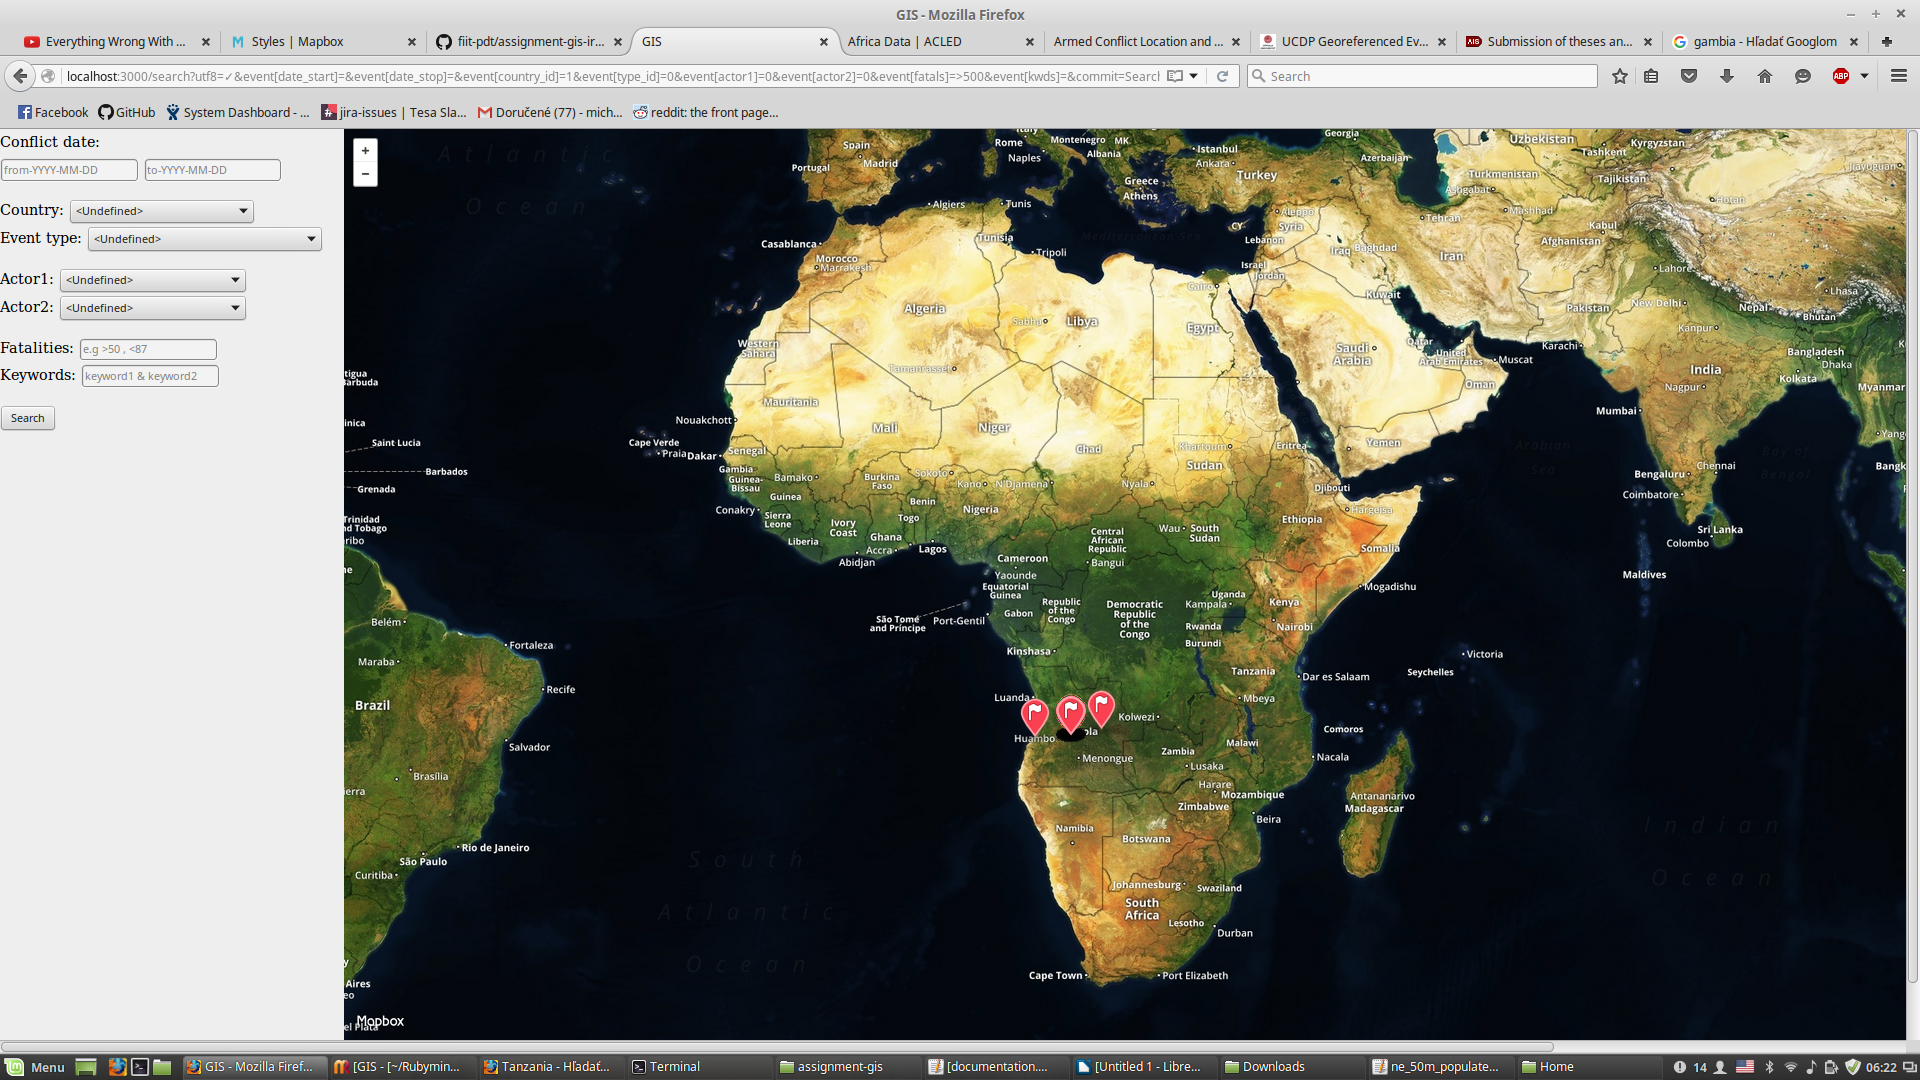 GIS - Mozilla Firefox
Everything Wrong With ...
Styles | Mapbox
fiit-pdt/assignment-gis-ir...
GIS
Africa Data | ACLED
Armed Conflict Location and ...
UCDP Georeferenced Ev...
Submission of theses an...
gambia - Hľadať Googlom
localhost:3000/search?utf8=✓&event[date_start]=&event[date_stop]=&event[country_id]=1&event[type_id]=0&event[actor1]=0&event[actor2]=0&event[fatals]=>500&event[kwds]=&commit=Search
Search
ABP
Facebook
GitHub
System Dashboard - ...
jira-issues | Tesa Sla...
Doručené (77) - mich...
reddit: the front page...
Conflict date:
from-YYYY-MM-DD
to-YYYY-MM-DD
Country: <Undefined>
Event type: <Undefined>
Actor1: <Undefined>
Actor2: <Undefined>
Fatalities: e.g >50 , <87
Keywords: keyword1 & keyword2
Search
+
-
Atlantic
Ocean
Portugal
Spain
Madrid
Italy
Rome
Naples
Montenegro
MK
Albania
Greece
Athens
Istanbul
Ankara
Turkey
Georgia
Azerbaijan
Uzbekistan
Tashkent
Kyrgyzstan
Turkmenistan
Ashgabat
Tajikistan
Jiayuguan
Hotan
Mashhad
Tehran
Kabul
Afghanistan
Algiers
Tunis
Tunisia
Tripoli
Mediterranean Sea
CY
Aleppo
Syria
Lebanon
Iraq
Baghdad
Iran
Casablanca
Morocco
Marrakesh
Israel
Jordan
Cairo
Kuwait
Lahore
Lhasa
Pakistan
New Delhi
Nepal
Bhutan
Kanpur
Algeria
Sabha
Libya
Egypt
Western
Sahara
Saudi
Arabia
Qatar
United
Arab Emirates
Muscat
Karachi
Bangladesh
Dhaka
Tamanrasset
Oman
India
Nagpur
Kolkata
Myanmar
tigua
Barbuda
Mauritania
Mumbai
Nouakchott
Mali
Niger
Chad
Khartoum
Eritrea
Yemen
Arabian
Sea
Bay of
Bengal
Yang
inica
Saint Lucia
Cape Verde
Praia
Dakar
Senegal
Gambia
Guinea-
Bissau
Bamako
Burkina
Faso
Sokoto
Kano
N'Djamena
Nyala
Sudan
Djibouti
Bengaluru
Chennai
Bangk
Barbados
Grenada
Guinea
Benin
Coimbatore
Conakry
Sierra
Leone
Ivory
Coast
Togo
Nigeria
Hargeisa
Ethiopia
Trinidad
nd Tobago
aribo
Liberia
Ghana
Accra
Lagos
Abidjan
Central
African
Republic
Wau
South
Sudan
Sri Lanka
Colombo
Somalia
Cameroon
Bangui
Yaounde
Equatorial
Guinea
ne
Mogadishu
Maldives
São Tomé
and Príncipe
Port-Gentil
Gabon
Republic
of the
Congo
Democratic
Republic
of the
Congo
Uganda
Kampala
Kenya
Rwanda
Nairobi
Burundi
Belém
Fortaleza
Maraba
Kinshasa
Tanzania
Dar es Salaam
Seychelles
Victoria
Recife
Luanda
Mbeya
Brazil
Kolwezi
Huambo
ola
Comoros
Salvador
Menongue
Zambia
Malawi
Lusaka
Nacala
Brasília
ierra
Harare
Mozambique
Zimbabwe
Beira
Antananarivo
Madagascar
Namibia
Botswana
Indian
Ocean
Rio de Janeiro
São Paulo
Curitiba
South
Atlantic
Ocean
Johannesburg
Swaziland
South
Africa
Lesotho
Durban
Cape Town
Port Elizabeth
y
Aires
eo
Mapbox
el Plata
Menu
GIS - Mozilla Firef...
[GIS - [~/Rubymin...
Tanzania - Hľadať...
Terminal
assignment-gis
[documentation....
[Untitled 1 - Libre...
Downloads
ne_50m_populate...
Home
14
06:22